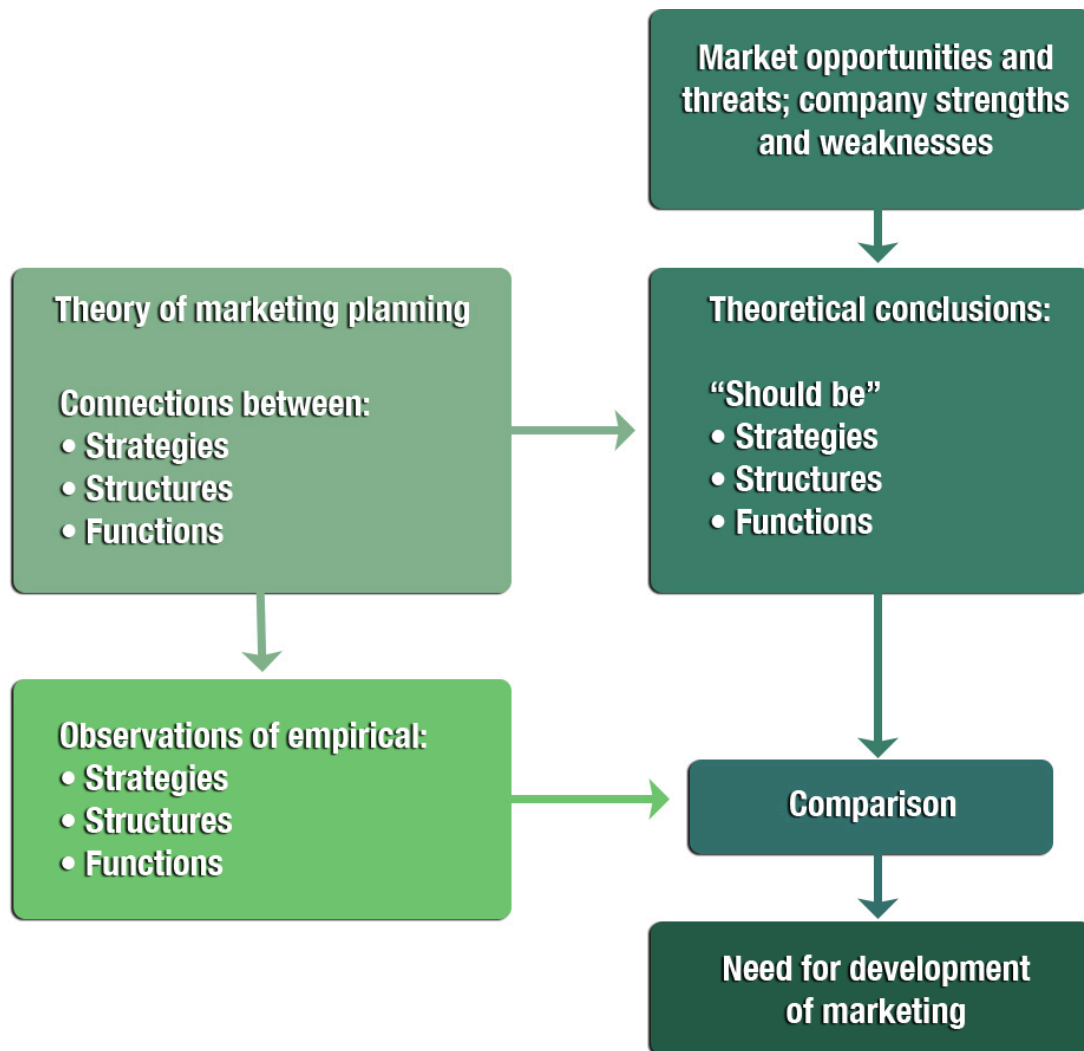 Market opportunities and
threats; company strengths
and weaknesses
Theory of marketing planning
Connections between:
• Strategies
• Structures
• Functions
Theoretical conclusions:
“Should be”
• Strategies
• Structures
• Functions
Observations of empirical:
• Strategies
• Structures
• Functions
Comparison
Need for development
of marketing